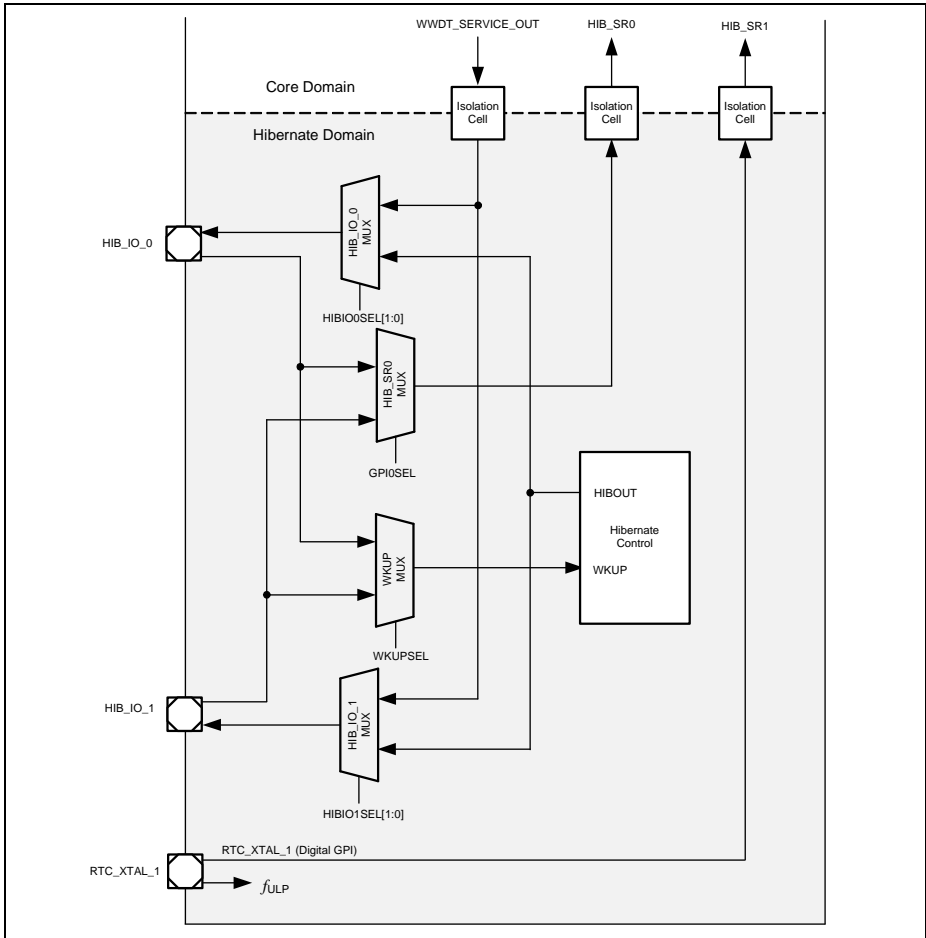 WWDT_SERVICE_OUT
HIB_SR0
HIB_SR1
Core Domain
Isolation
Cell
Isolation
Cell
Isolation
Cell
Hibernate Domain
HIB_IO_0
MUX
HIB_IO_0
HIBIO0SEL[1:0]
HIB_SR0
MUX
GPI0SEL
HIBOUT
Hibernate
Control
WKUP
WKUP
MUX
WKUPSEL
HIB_IO_1
HIB_IO_1
MUX
HIBIO1SEL[1:0]
RTC_XTAL_1 (Digital GPI)
RTC_XTAL_1
fULP